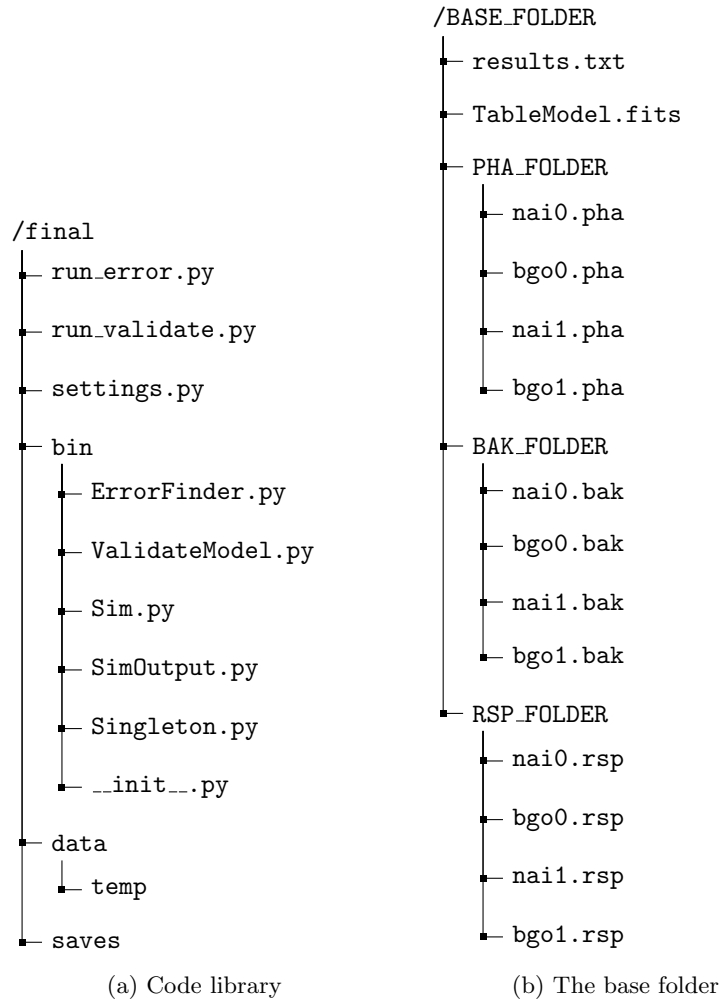 /final
run_error.py
run_validate.py
settings.py
bin
ErrorFinder.py
ValidateModel.py
Sim.py
SimOutput.py
Singleton.py
__init__.py
data
temp
saves
(a) Code library
/BASE_FOLDER
results.txt
TableModel.fits
PHA_FOLDER
nai0.pha
bgo0.pha
nai1.pha
bgo1.pha
BAK_FOLDER
nai0.bak
bgo0.bak
nai1.bak
bgo1.bak
RSP_FOLDER
nai0.rsp
bgo0.rsp
nai1.rsp
bgo1.rsp
(b) The base folder